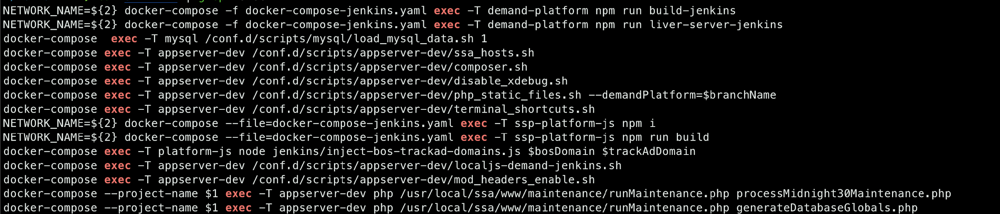 NETWORK_NAME=${2} docker-compose -f docker-compose-jenkins.yaml exec -T demand-platform npm run build-jenkins
NETWORK_NAME=${2} docker-compose -f docker-compose-jenkins.yaml exec -T demand-platform npm run liver-server-jenkins
docker-compose  exec -T mysql /conf.d/scripts/mysql/load_mysql_data.sh 1
docker-compose exec -T appserver-dev /conf.d/scripts/appserver-dev/ssa_hosts.sh
docker-compose exec -T appserver-dev /conf.d/scripts/appserver-dev/composer.sh
docker-compose exec -T appserver-dev /conf.d/scripts/appserver-dev/disable_xdebug.sh
docker-compose exec -T appserver-dev /conf.d/scripts/appserver-dev/php_static_files.sh --demandPlatform=$branchName
docker-compose exec -T appserver-dev /conf.d/scripts/appserver-dev/terminal_shortcuts.sh
NETWORK_NAME=${2} docker-compose --file=docker-compose-jenkins.yaml exec -T ssp-platform-js npm i
NETWORK_NAME=${2} docker-compose --file=docker-compose-jenkins.yaml exec -T ssp-platform-js npm run build
docker-compose exec -T platform-js node jenkins/inject-bos-trackad-domains.js $bosDomain $trackAdDomain
docker-compose exec -T appserver-dev /conf.d/scripts/appserver-dev/localjs-demand-jenkins.sh
docker-compose exec -T appserver-dev /conf.d/scripts/appserver-dev/mod_headers_enable.sh
docker-compose --project-name $1 exec -T appserver-dev php /usr/local/ssa/www/maintenance/runMaintenance.php processMidnight30Maintenance.php
docker-compose --project-name $1 exec -T appserver-dev php /usr/local/ssa/www/maintenance/runMaintenance.php generateDatabaseGlobals.php